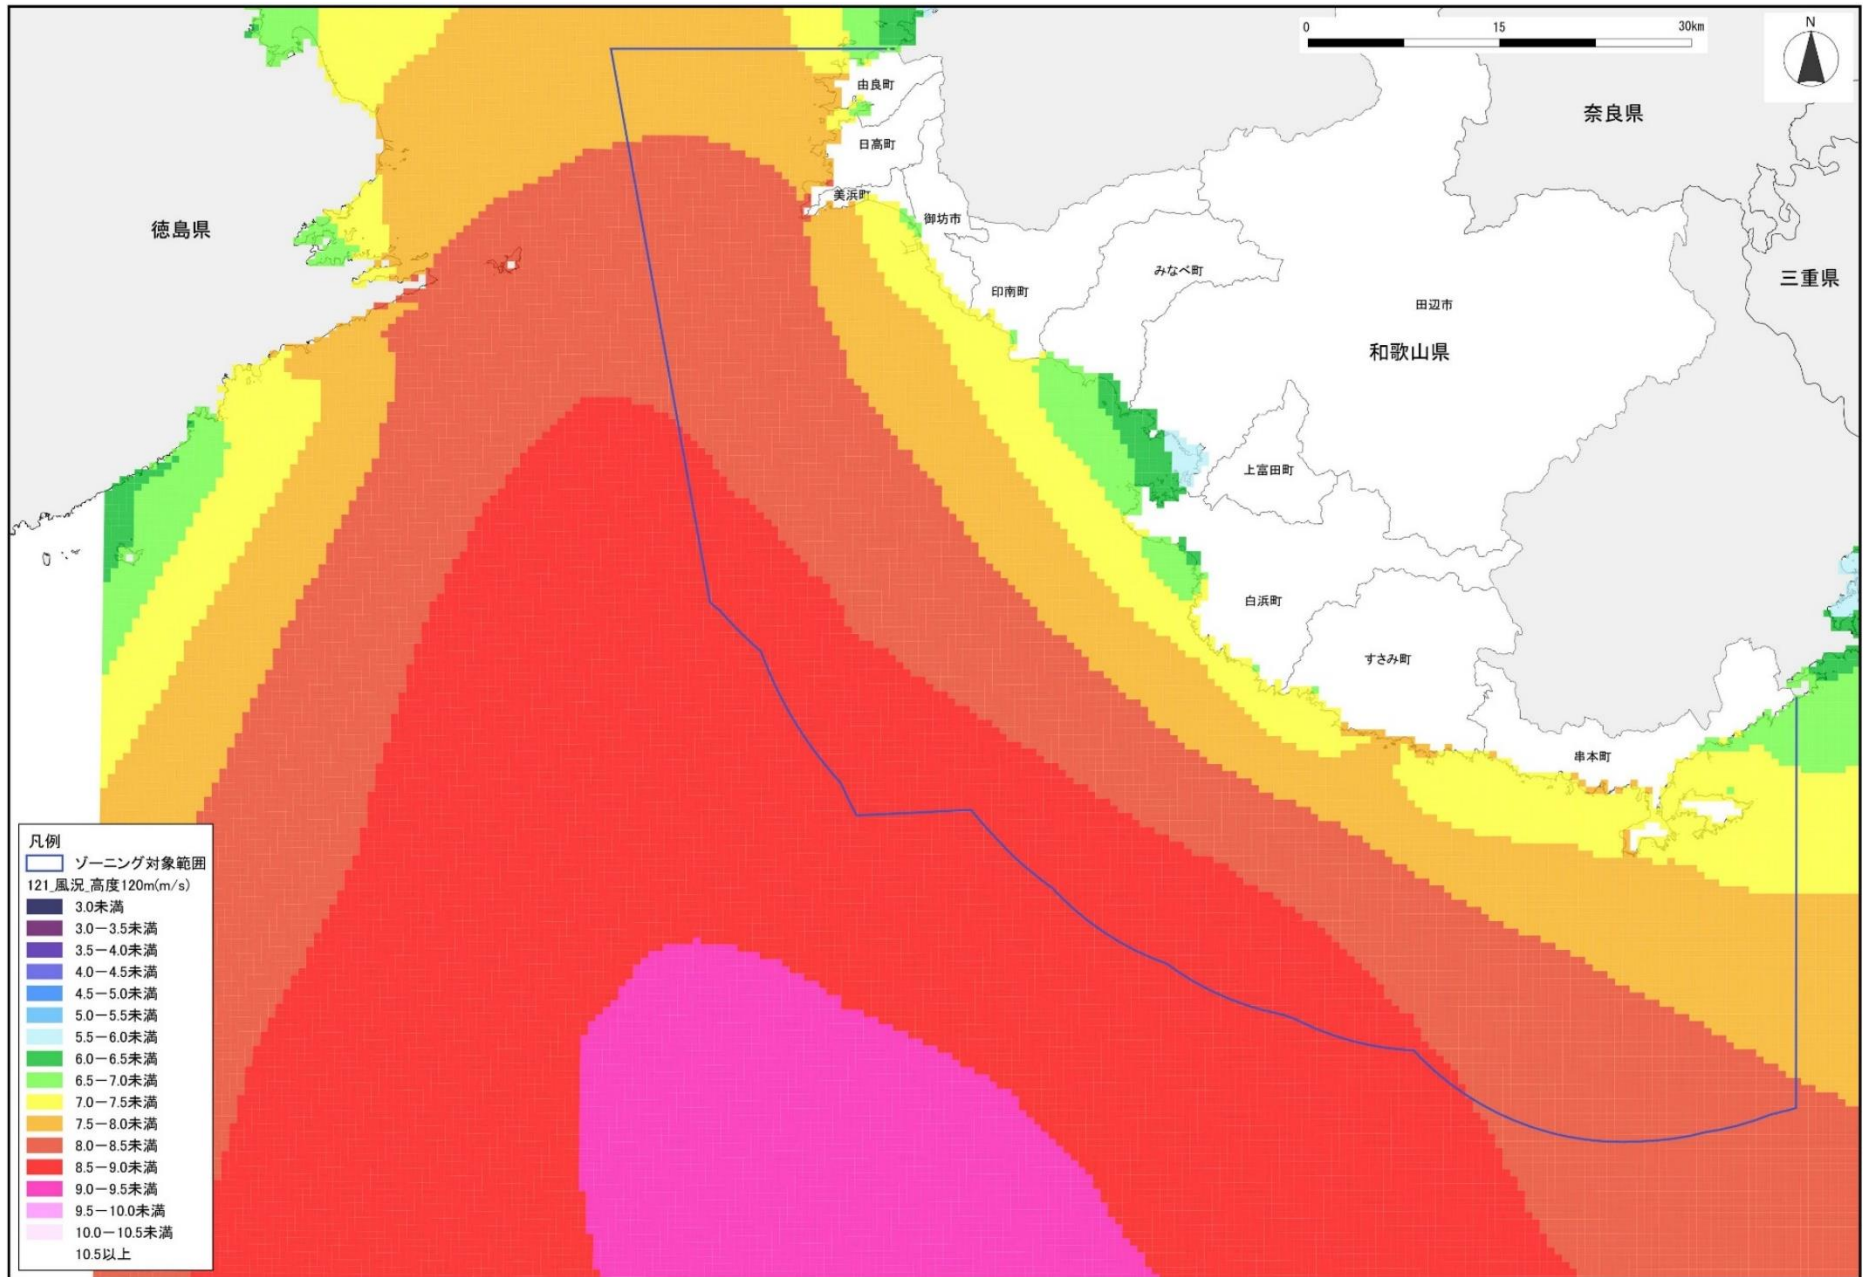 0 15 30km
N
由良町
奈良県
日高町
美浜町
徳島県
御坊市
みなべ町
三重県
印南町
田辺市
和歌山県
上富田町
白浜町
すさみ町
串本町
凡例
ゾーニング対象範囲
121_風況_高度120m(m/s)
3.0未満
3.0－3.5未満
3.5－4.0未満
4.0－4.5未満
4.5－5.0未満
5.0－5.5未満
5.5－6.0未満
6.0－6.5未満
6.5－7.0未満
7.0－7.5未満
7.5－8.0未満
8.0－8.5未満
8.5－9.0未満
9.0－9.5未満
9.5－10.0未満
10.0－10.5未満
10.5以上